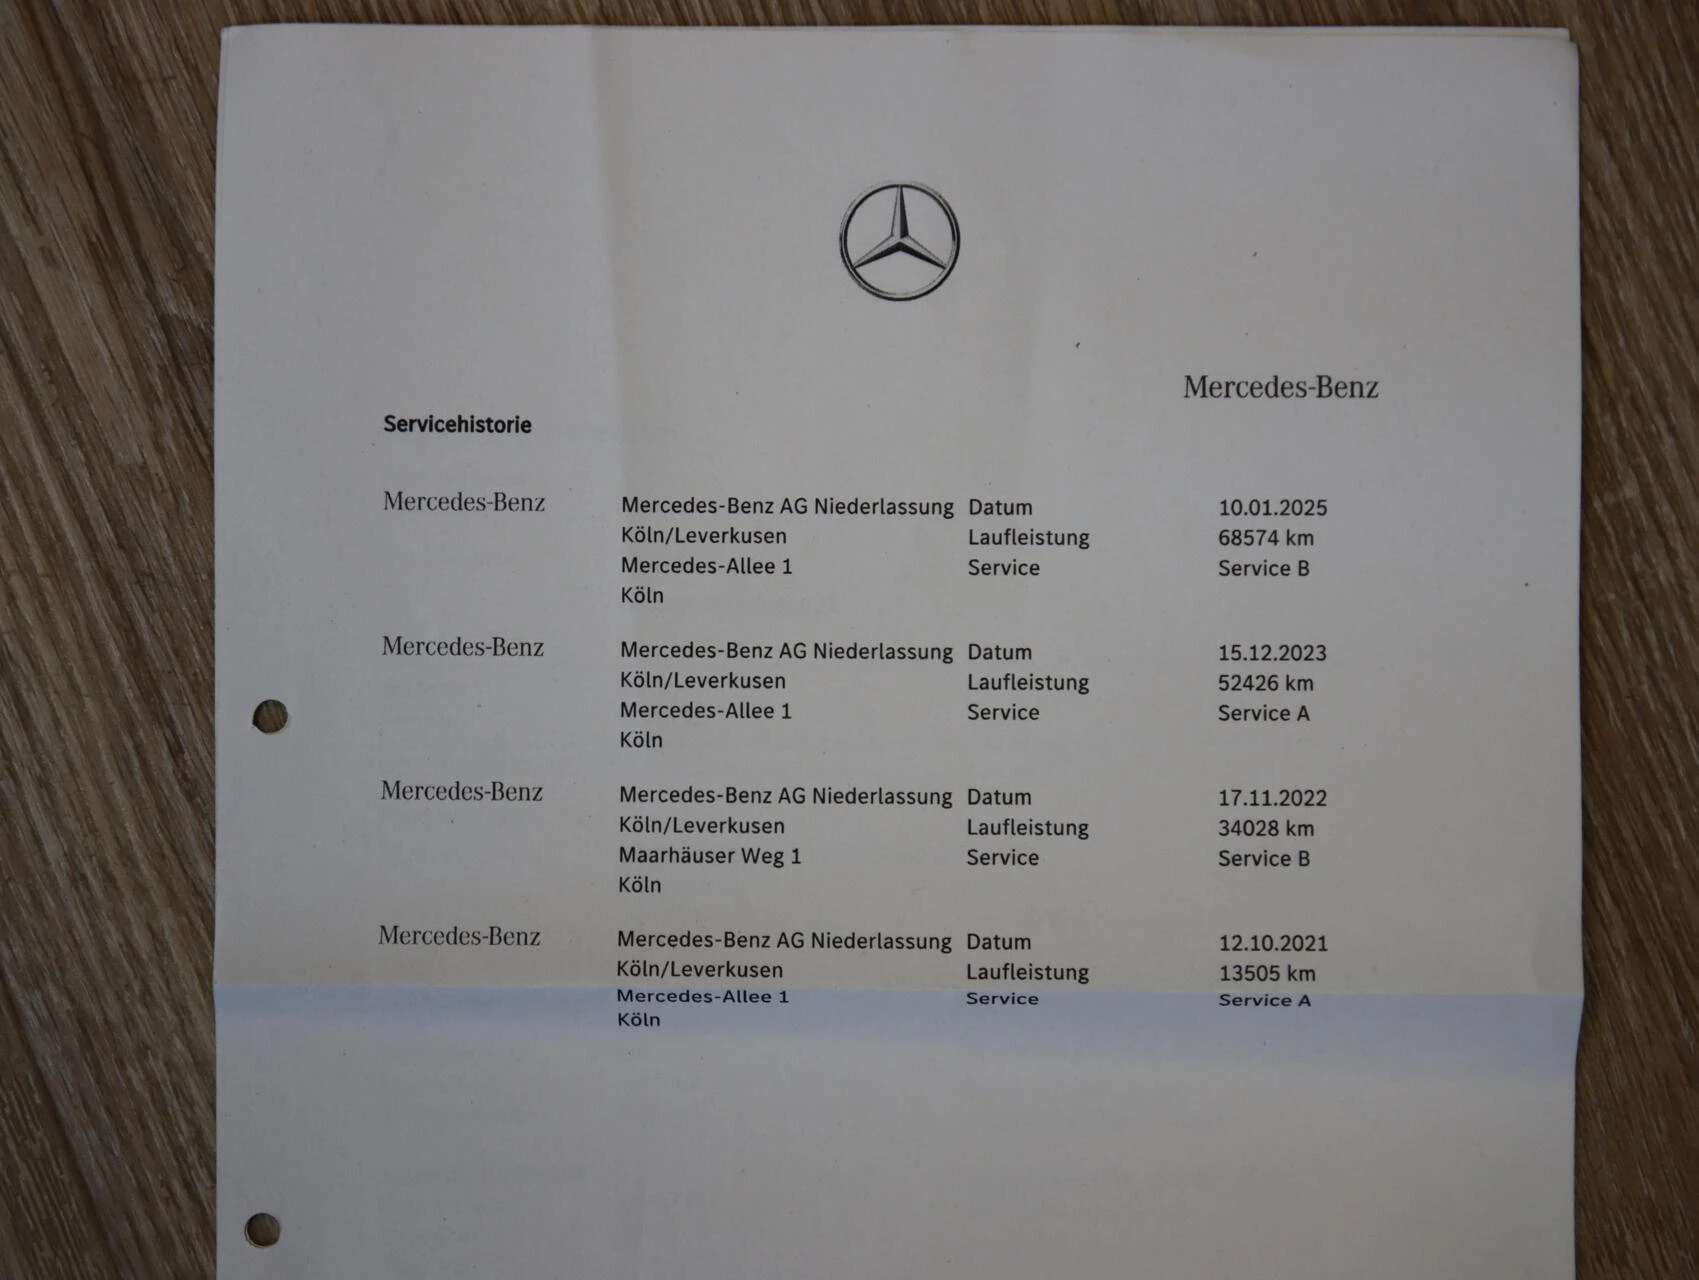 Mercedes-Benz
Servicehistorie
Mercedes-Benz Mercedes-Benz AG Niederlassung Datum 10.01.2025
Köln/Leverkusen Laufleistung 68574 km
Mercedes-Allee 1 Service Service B
Köln
Mercedes-Benz Mercedes-Benz AG Niederlassung Datum 15.12.2023
Köln/Leverkusen Laufleistung 52426 km
Mercedes-Allee 1 Service Service A
Köln
Mercedes-Benz Mercedes-Benz AG Niederlassung Datum 17.11.2022
Köln/Leverkusen Laufleistung 34028 km
Maarhäuser Weg 1 Service Service B
Köln
Mercedes-Benz Mercedes-Benz AG Niederlassung Datum 12.10.2021
Köln/Leverkusen Laufleistung 13505 km
Mercedes-Allee 1 Service Service A
Köln